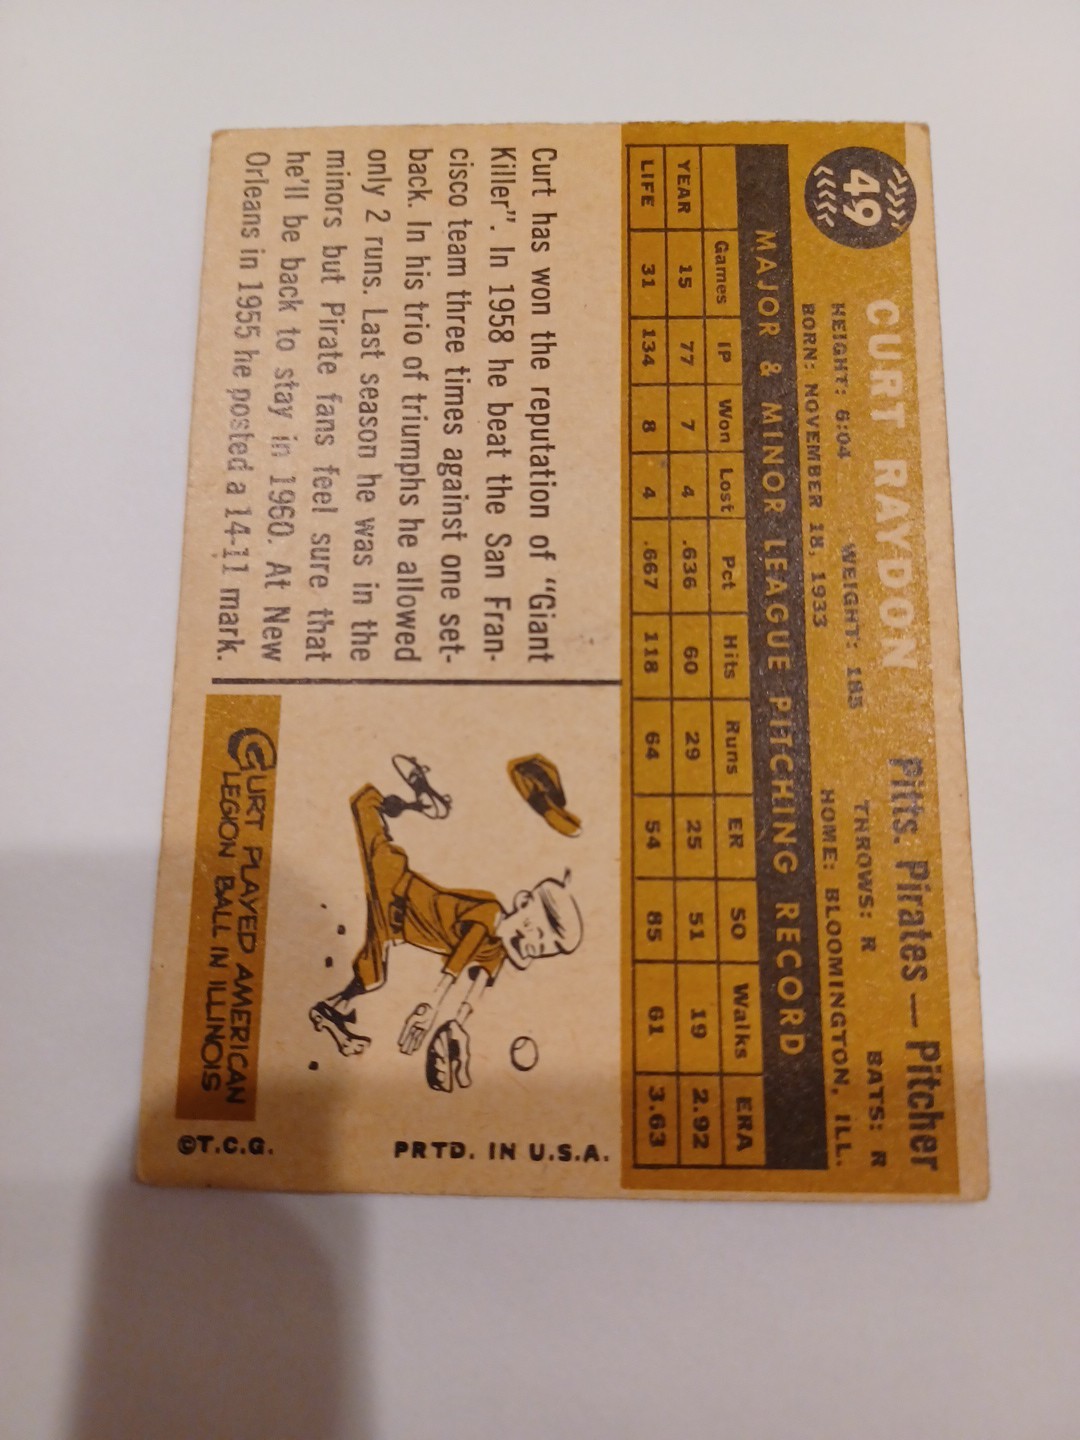 49
CURT RAYDON
Pitts. Pirates — Pitcher
HEIGHT: 6:04 WEIGHT: 185 THROWS: R BATS: R
BORN: NOVEMBER 18, 1933 HOME: BLOOMINGTON, ILL.
MAJOR & MINOR LEAGUE PITCHING RECORD
Games IP Won Lost Pct Hits Runs ER SO Walks ERA
YEAR 15 77 7 4 .636 60 29 25 51 19 2.92
LIFE 31 134 8 4 .667 118 64 54 85 61 3.63
Curt has won the reputation of "Giant
Killer". In 1958 he beat the San Fran-
cisco team three times against one set-
back. In his trio of triumphs he allowed
only 2 runs. Last season he was in the
minors but Pirate fans feel sure that
he'll be back to stay in 1960. At New
Orleans in 1955 he posted a 14-11 mark.
CURT PLAYED AMERICAN
LEGION BALL IN ILLINOIS
PRTD. IN U.S.A.
©T.C.G.